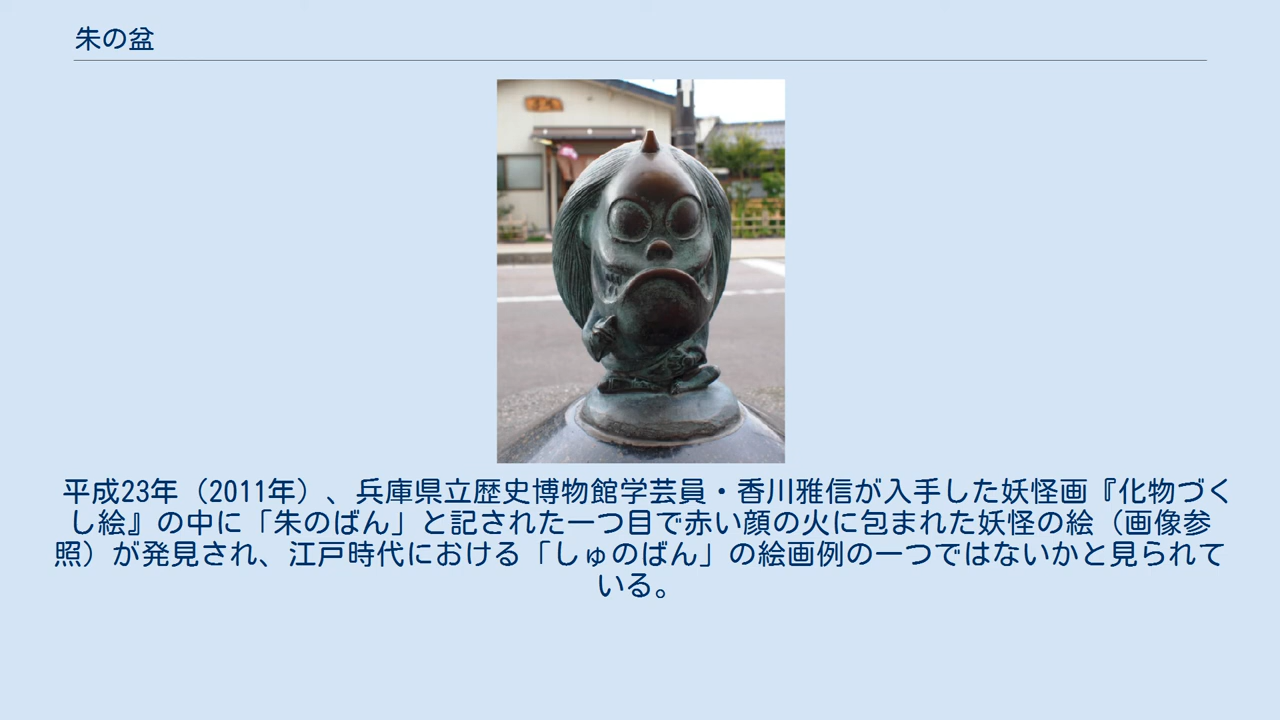 朱の盆
平成23年（2011年）、兵庫県立歴史博物館学芸員・香川雅信が入手した妖怪画『化物づく
し絵』の中に「朱のばん」と記された一つ目で赤い顔の火に包まれた妖怪の絵（画像参
照）が発見され、江戸時代における「しゅのばん」の絵画例の一つではないかと見られて
いる。